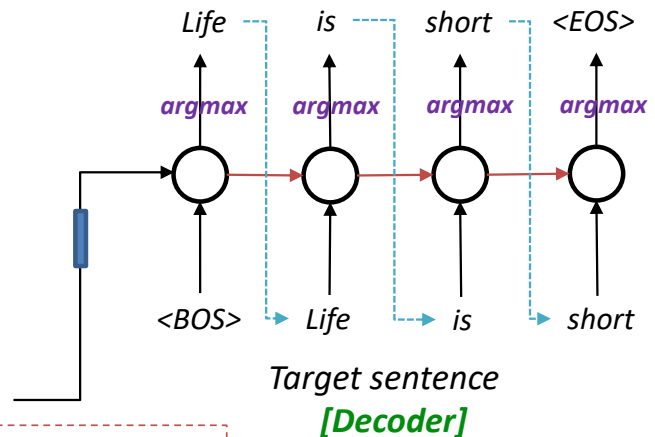 Life is short <EOS>
argmax argmax argmax argmax
<BOS> Life is short
Target sentence
[Decoder]